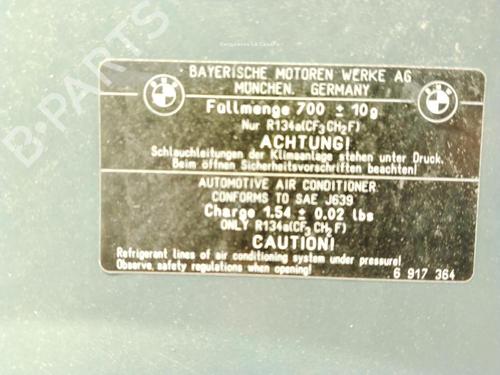 BAYERISCHE MOTOREN WERKE AG
MÜNCHEN, GERMANY
Füllmenge 700 ± 10g
Nur R134a(CF3CH2F)
ACHTUNG!
Schlauchleitungen der Klimaanlage stehen unter Druck.
Beim öffnen Sicherheitsvorschriften beachten!
AUTOMOTIVE AIR CONDITIONER
CONFORMS TO SAE J639
Charge 1.54 ± 0.02 lbs
ONLY R134a(CF3CH2F)
CAUTION!
Refrigerant lines of air conditioning system under pressure!
Observe safety regulations when opening!
6 917 364
B-PARTS